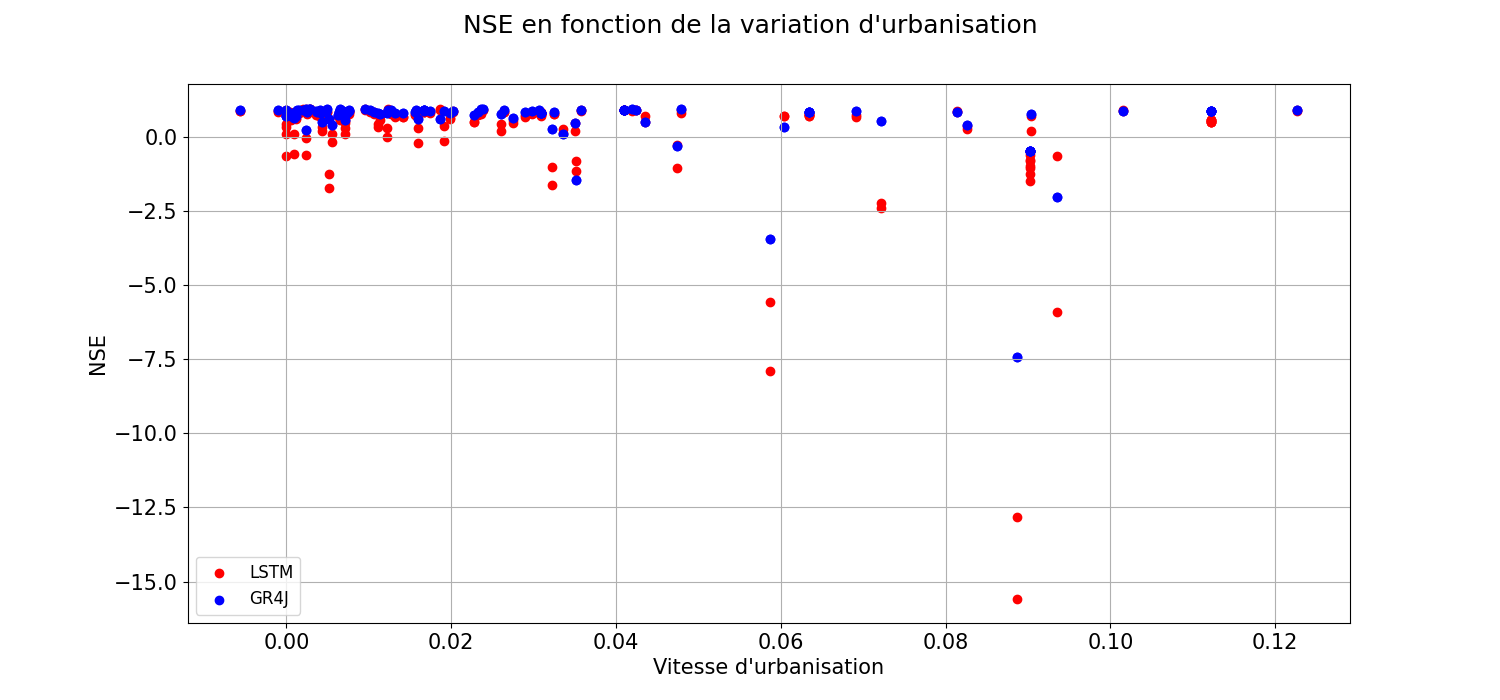 NSE en fonction de la variation d'urbanisation
0.0
−2.5
−5.0
−7.5
−10.0
−12.5
−15.0
NSE
LSTM
GR4J
0.00 0.02 0.04 0.06 0.08 0.10 0.12
Vitesse d'urbanisation